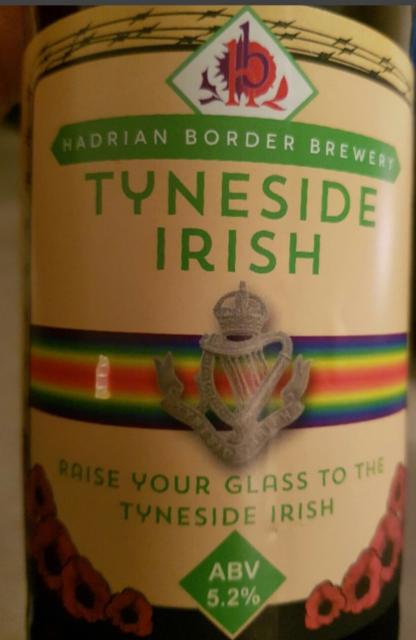 HADRIAN BORDER BREWERY
TYNESIDE
IRISH
RAISE YOUR GLASS TO THE
TYNESIDE IRISH
ABV
5.2%